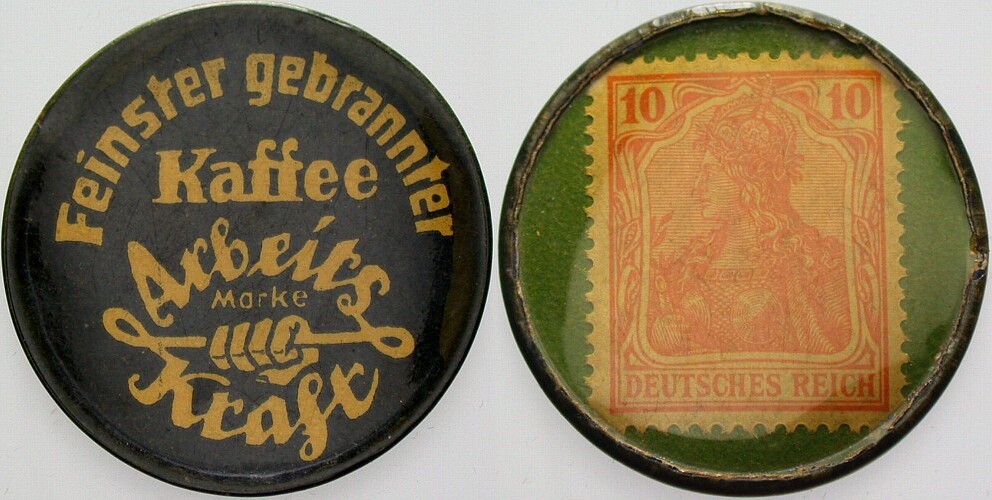 Feinster gebrannter
Kaffee
Arbeits
Marke
Kraft
10 10
DEUTSCHES REICH